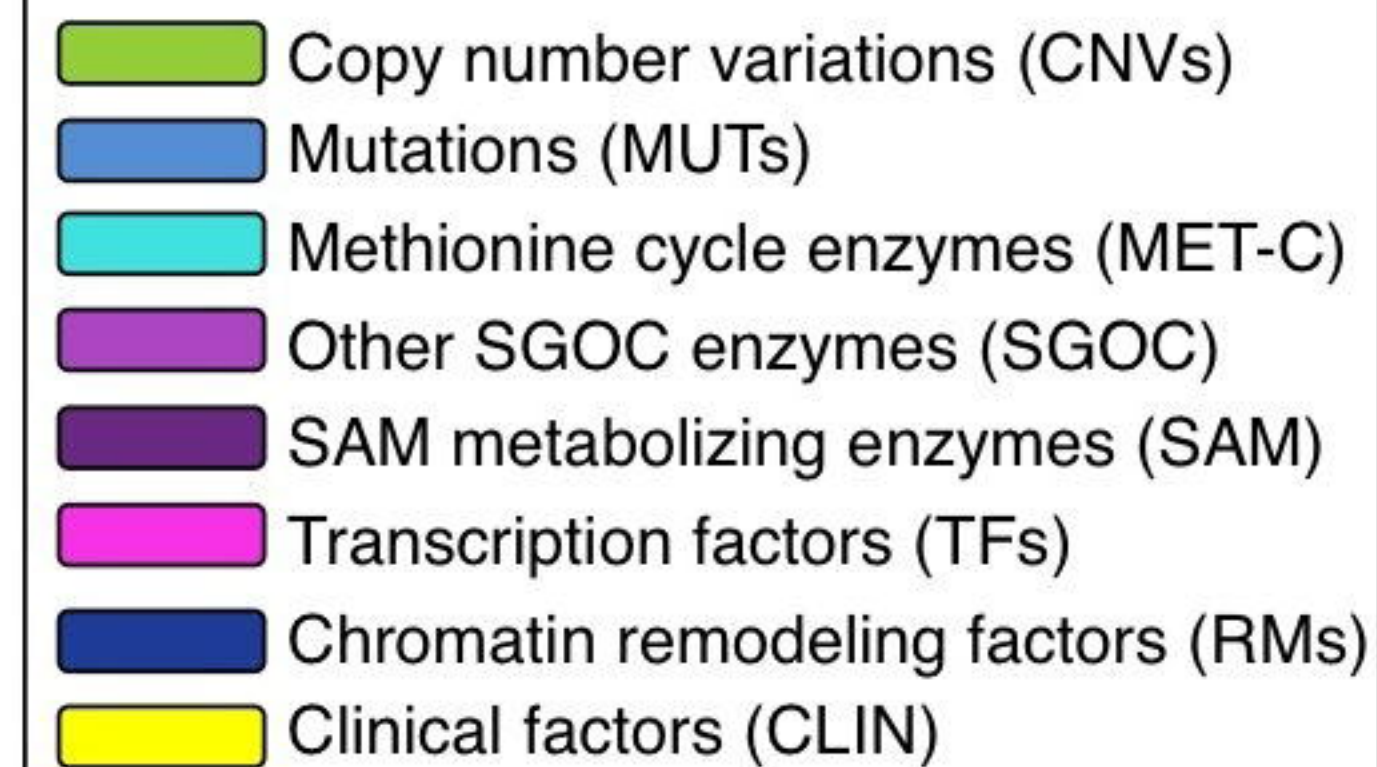 Copy number variations (CNVs)
Mutations (MUTs)
Methionine cycle enzymes (MET-C)
Other SGOC enzymes (SGOC)
SAM metabolizing enzymes (SAM)
Transcription factors (TFs)
Chromatin remodeling factors (RMs)
Clinical factors (CLIN)